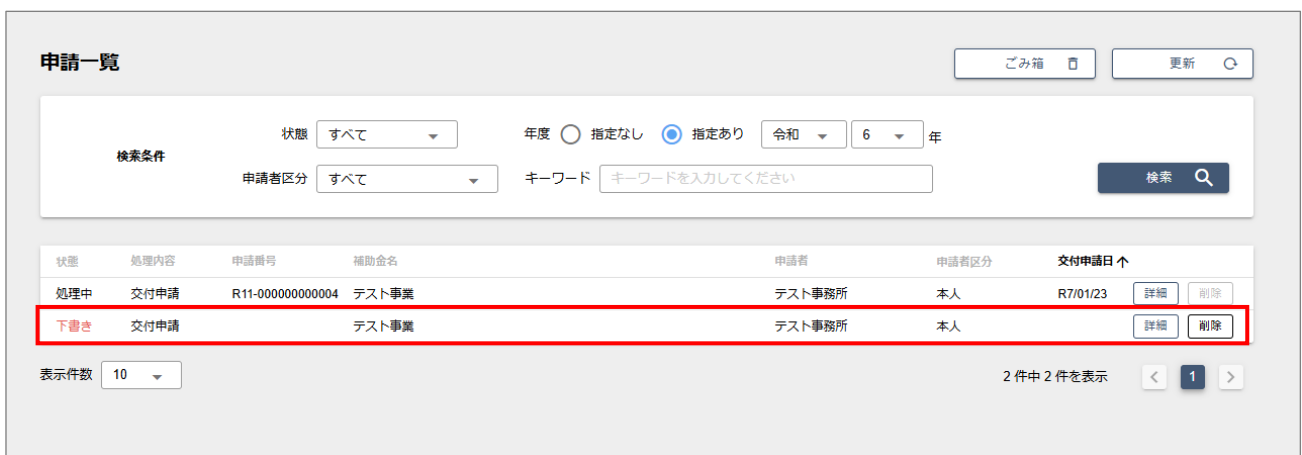 申請一覧 ごみ箱 更新
状態 すべて 年度 指定なし 指定あり 令和 6 年
検索条件
申請者区分 すべて キーワード キーワードを入力してください 検索
状態 処理内容 申請番号 補助金名 申請者 申請者区分 交付申請日
処理中 交付申請 R11-000000000004 テスト事業 テスト事務所 本人 R7/01/23 詳細 削除
下書き 交付申請 テスト事業 テスト事務所 本人 詳細 削除
表示件数 10 2 件中 2 件を表示 < 1 >